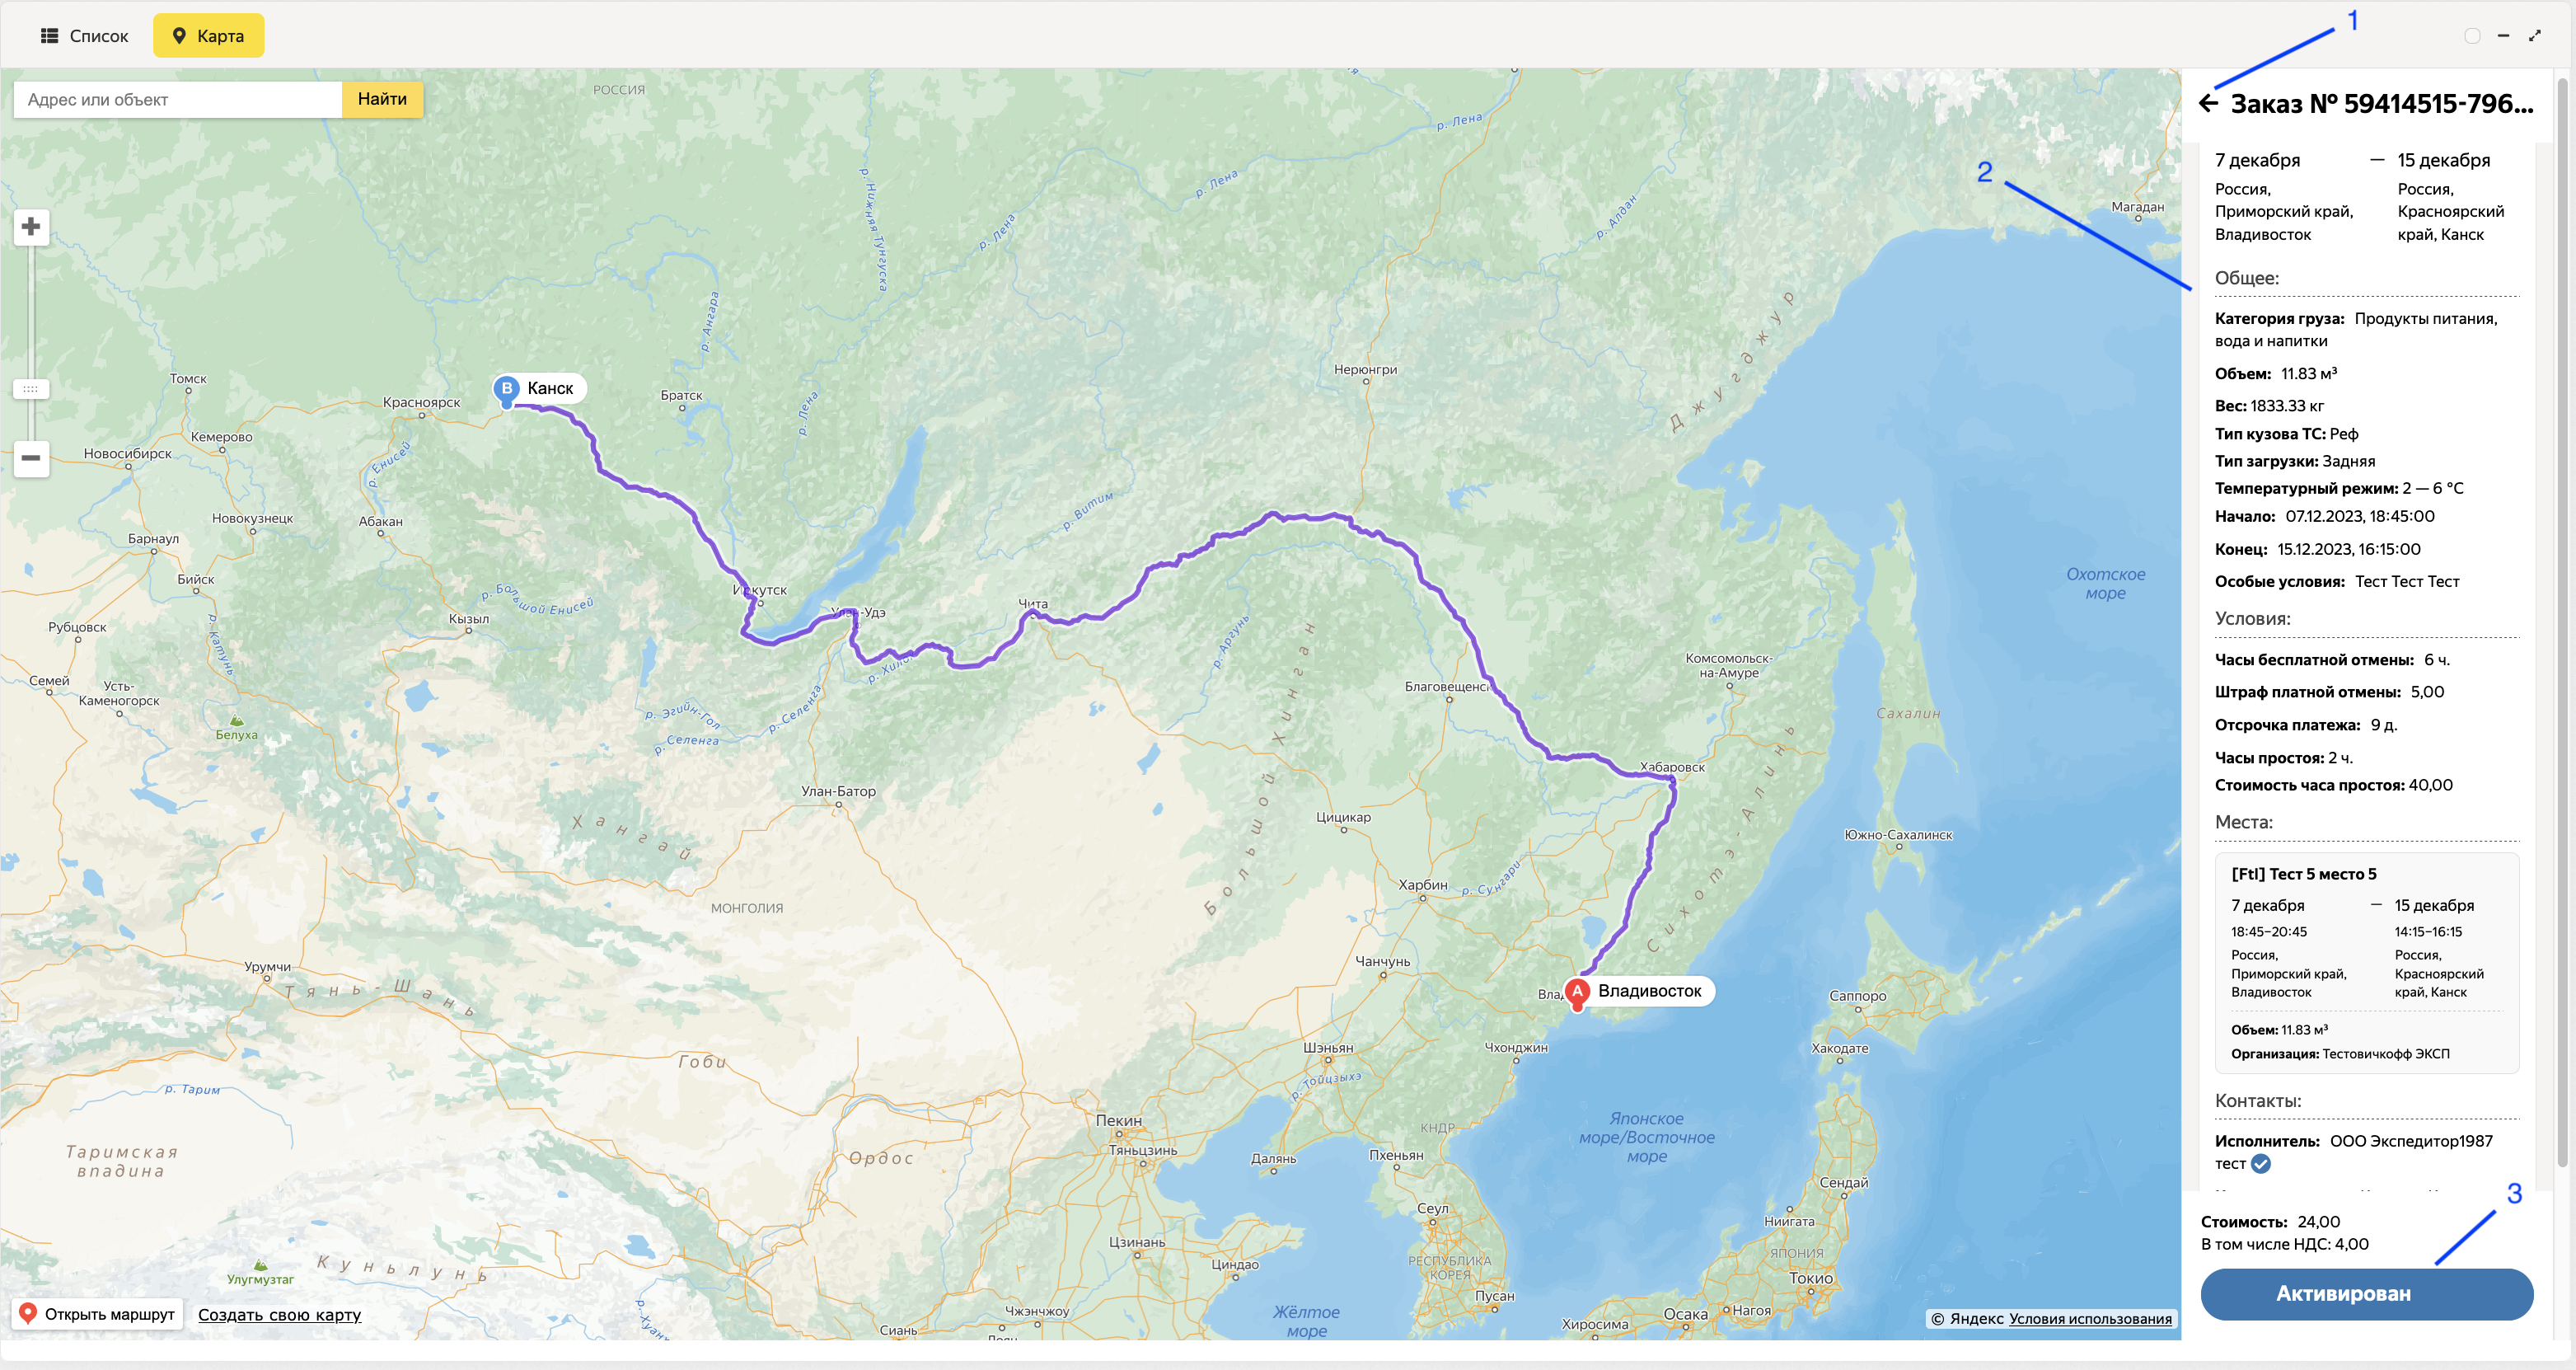 Список
Карта
1
Адрес или объект
Найти
Заказ № 59414515-796...
2
7 декабря — 15 декабря
Россия,
Приморский край,
Владивосток
Россия,
Красноярский
край, Канск
Общее:
Категория груза: Продукты питания,
вода и напитки
Объем: 11.83 м³
Вес: 1833.33 кг
Тип кузова ТС: Реф
Тип загрузки: Задняя
Температурный режим: 2 — 6 °C
Начало: 07.12.2023, 18:45:00
Конец: 15.12.2023, 16:15:00
Особые условия: Тест Тест Тест
Условия:
Часы бесплатной отмены: 6 ч.
Штраф платной отмены: 5,00
Отсрочка платежа: 9 д.
Часы простоя: 2 ч.
Стоимость часа простоя: 40,00
Места:
[Ftl] Тест 5 место 5
7 декабря — 15 декабря
18:45–20:45
14:15–16:15
Россия,
Приморский край,
Владивосток
Россия,
Красноярский
край, Канск
Объем: 11.83 м³
Организация: Тестовичкофф ЭКСП
Контакты:
Исполнитель: ООО Экспедитор1987
тест
3
Стоимость: 24,00
В том числе НДС: 4,00
Активирован
РОССИЯ
р. Лена
р. Лена
р. Лена
р. Лена
р. Нижняя Тунгуска
р. Алдан
Магадан
р. Ангара
Джугджур
Нерюнгри
Томск
B
Канск
Красноярск
Братск
Кемерово
Новосибирск
р. Енисей
р. Витим
Новокузнецк
Абакан
Барнаул
Охотское
море
Бийск
р. Большой Енисей
Иркутск
Чита
Улан-Удэ
Кызыл
Рубцовск
р. Катунь
р. Аргунь
р. Хилок
Комсомольск-
на-Амуре
Семей
Усть-
Каменогорск
Благовещенск
р. Эгийн-Гол
р. Селенга
р. Селенга
Сахалин
Белуха
Хабаровск
Улан-Батор
Большой Хинган
Сихотэ-Алинь
Цицикар
Хангай
Южно-Сахалинск
Харбин
р. Сунгари
МОНГОЛИЯ
Чанчунь
Урумчи
Тянь-Шань
A
Владивосток
Саппоро
Шэньян
Чхонджин
Хакодате
Гоби
р. Тойцзыхэ
р. Тарим
Пекин
Тяньцзинь
Японское
море/Восточное
море
КНДР
Таримская
впадина
Ордос
Далянь
Пхеньян
Сендай
Сеул
Ниигата
Цзинань
ЯПОНИЯ
РЕСПУБЛИКА
КОРЕЯ
Циндао
Куньлунь
Улугмузтаг
Токио
Пусан
Чжэнчжоу
Жёлтое
море
Осака
Нагоя
Хиросима
Сиань
Открыть маршрут
Создать свою карту
© Яндекс Условия использования